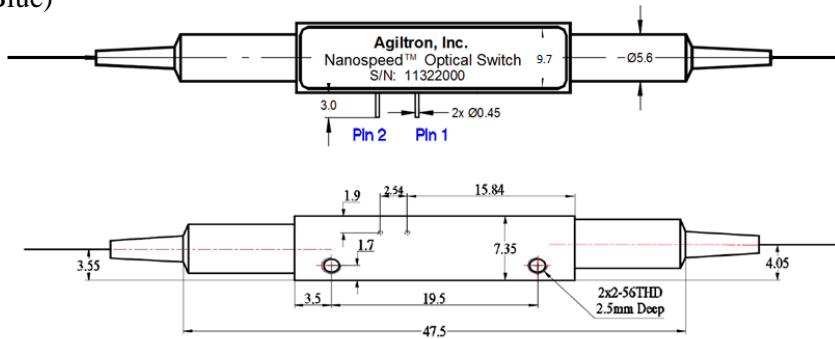 Blue)
Agiltron, Inc.
Nanospeed™ Optical Switch
S/N: 11322000
9.7
Ø5.6
3.0
2x Ø0.45
Pin 2
Pin 1
1.9
2.54
15.84
1.7
7.35
3.55
4.05
3.5
19.5
2x2-56THD
2.5mm Deep
47.5